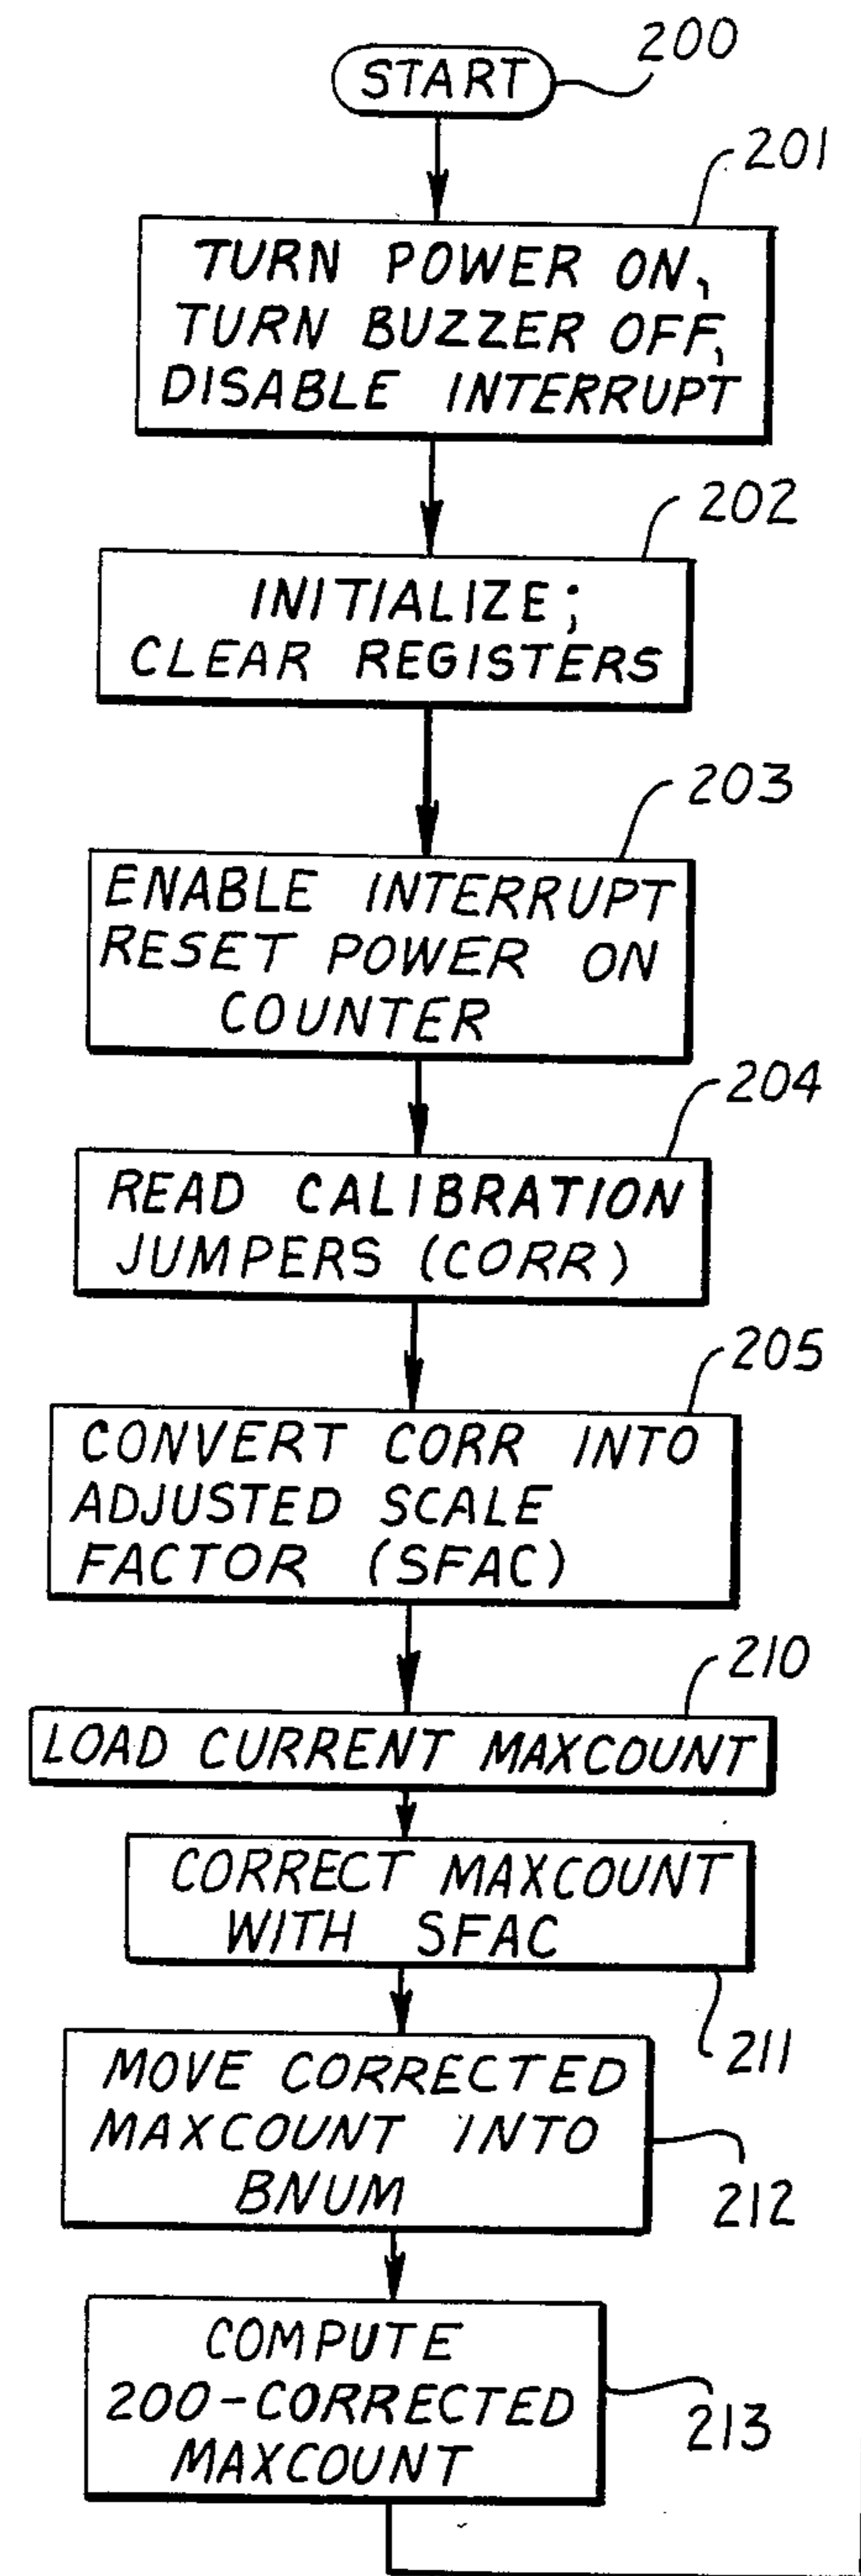 START
200
201
TURN POWER ON,
TURN BUZZER OFF,
DISABLE INTERRUPT
202
INITIALIZE;
CLEAR REGISTERS
203
ENABLE INTERRUPT
RESET POWER ON
COUNTER
204
READ CALIBRATION
JUMPERS (CORR)
205
CONVERT CORR INTO
ADJUSTED SCALE
FACTOR (SFAC)
210
LOAD CURRENT MAXCOUNT
CORRECT MAXCOUNT
WITH SFAC
211
MOVE CORRECTED
MAXCOUNT INTO
BNUM
212
COMPUTE
200-CORRECTED
MAXCOUNT
213